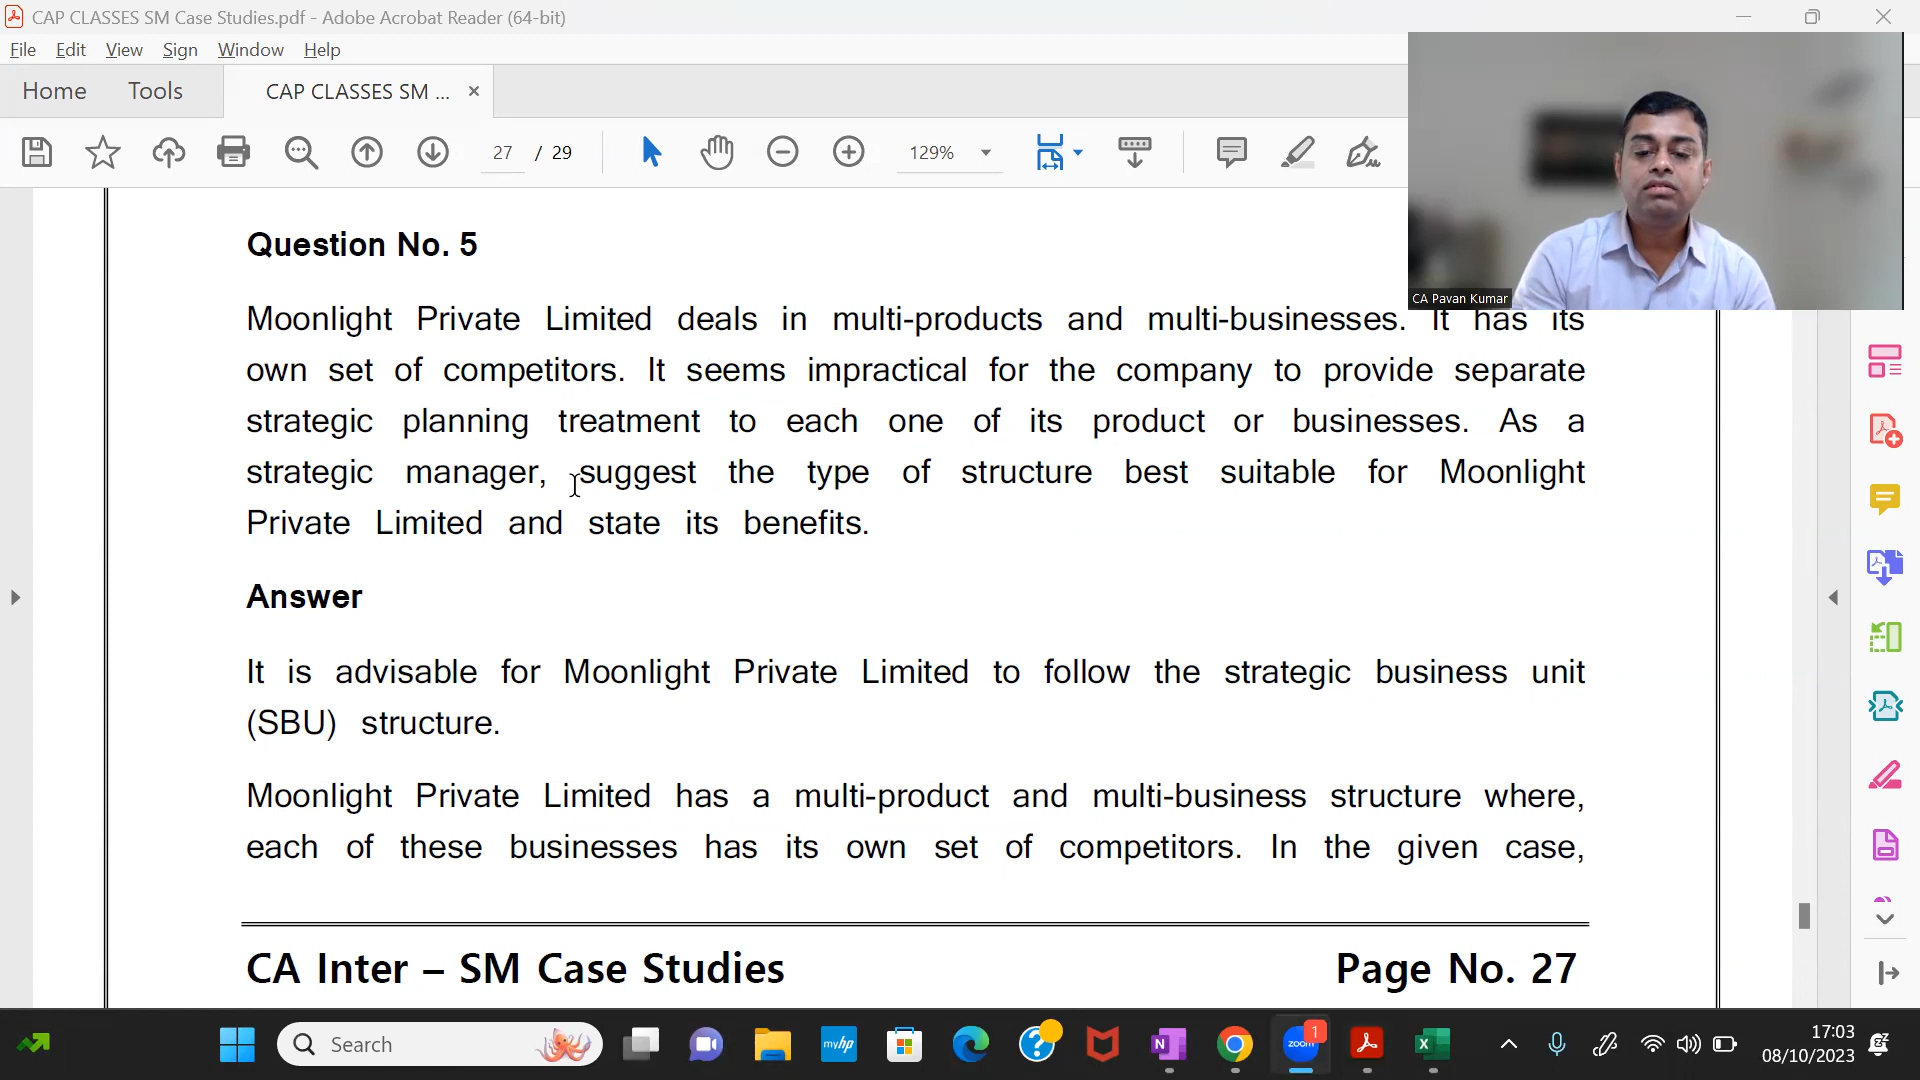 CAP CLASSES SM Case Studies.pdf - Adobe Acrobat Reader (64-bit)
File Edit View Sign Window Help
Home Tools CAP CLASSES SM ... ×
27 / 29 129%
CA Pavan Kumar
Question No. 5
Moonlight Private Limited deals in multi-products and multi-businesses. It has its
own set of competitors. It seems impractical for the company to provide separate
strategic planning treatment to each one of its product or businesses. As a
strategic manager, suggest the type of structure best suitable for Moonlight
Private Limited and state its benefits.
Answer
It is advisable for Moonlight Private Limited to follow the strategic business unit
(SBU) structure.
Moonlight Private Limited has a multi-product and multi-business structure where,
each of these businesses has its own set of competitors. In the given case,
CA Inter – SM Case Studies Page No. 27
Search
myhp
zoom 1
17:03
08/10/2023